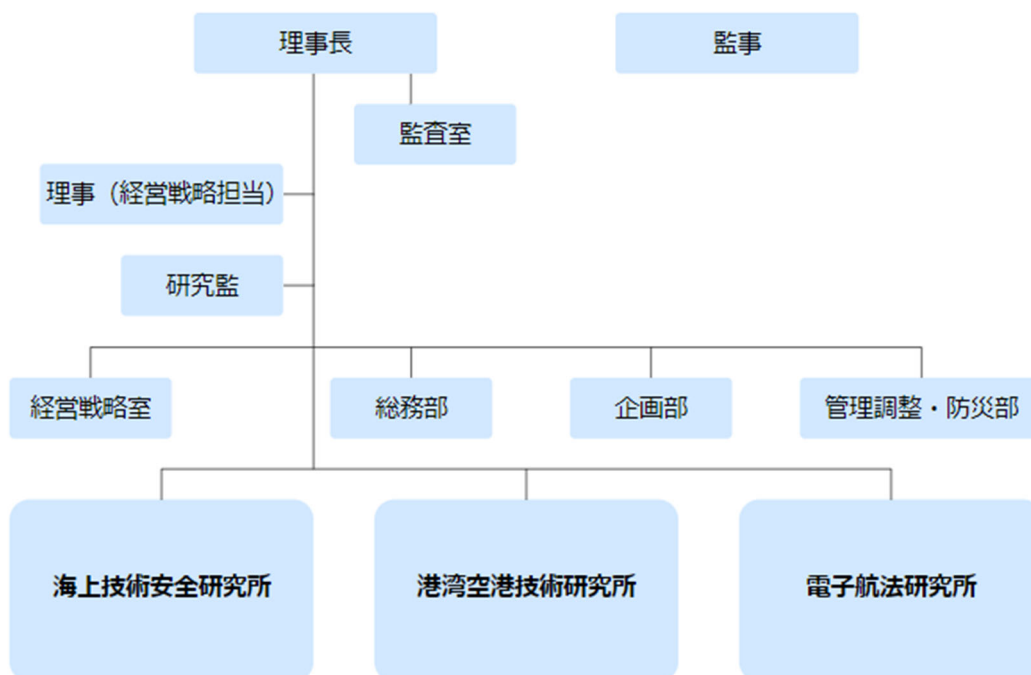 理事長
監事
監査室
理事（経営戦略担当）
研究監
経営戦略室
総務部
企画部
管理調整・防災部
海上技術安全研究所
港湾空港技術研究所
電子航法研究所